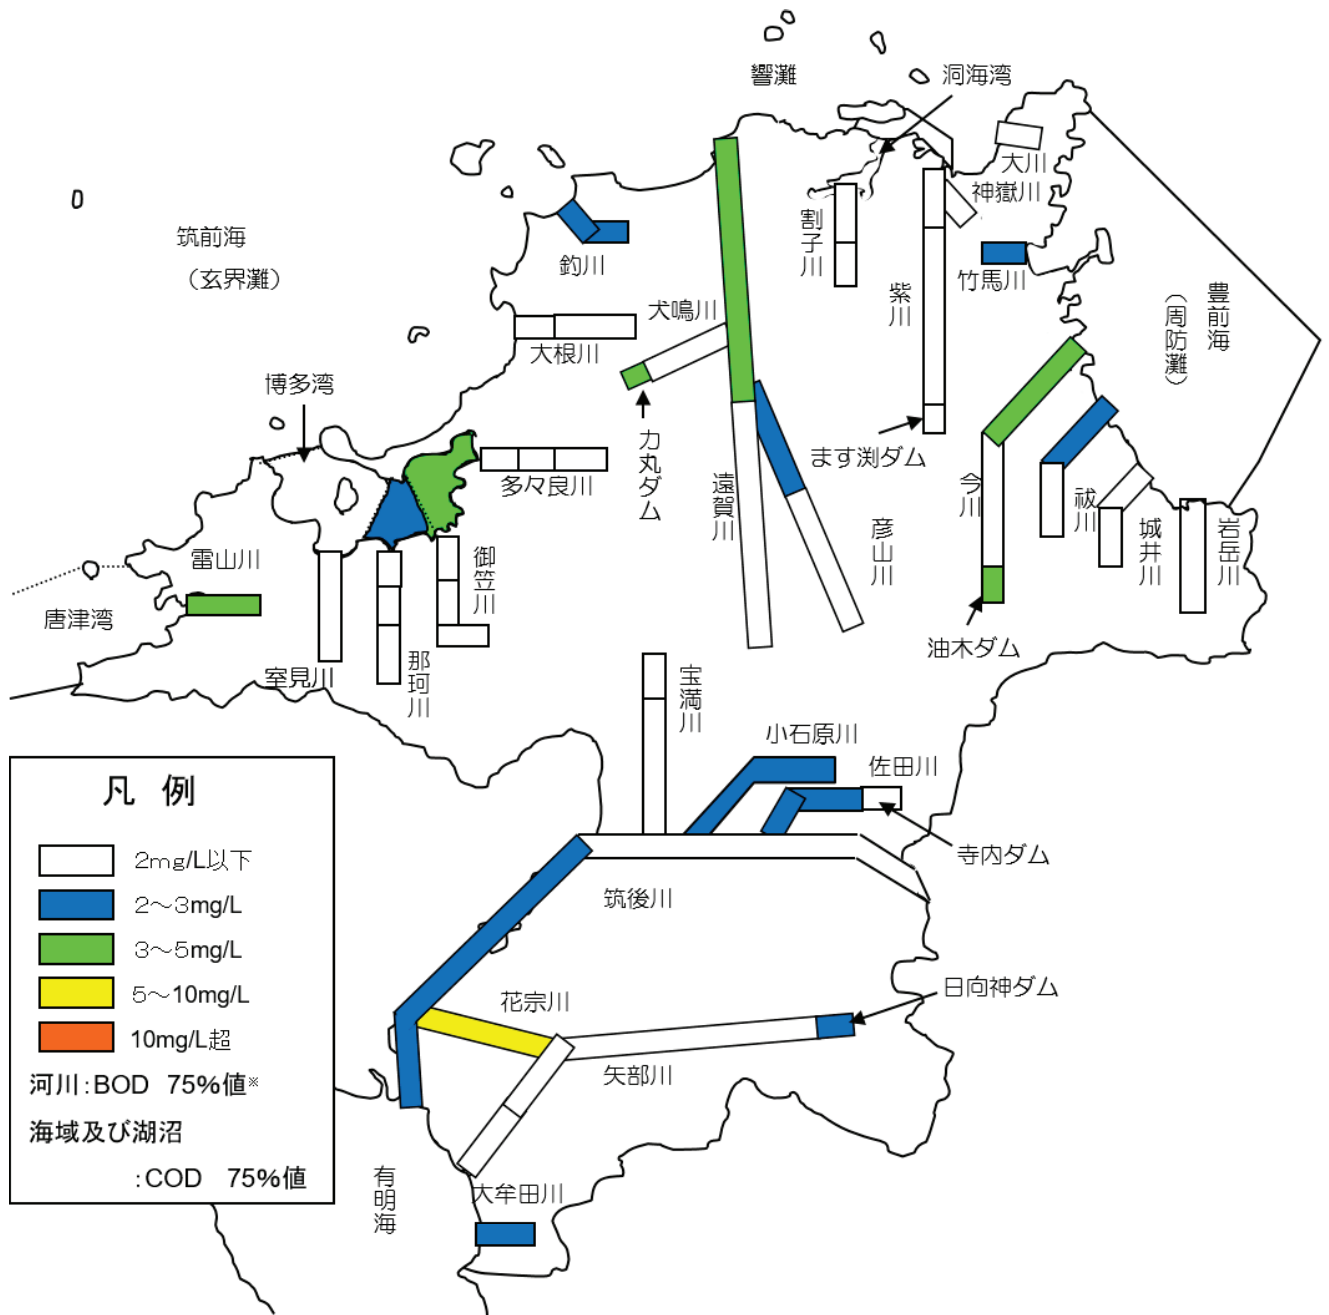 響灘
洞海湾
大川
神嶽川
筑前海
（玄界灘）
釣川
割子川
紫川
竹馬川
豊前海
（周防灘）
犬鳴川
大根川
博多湾
力丸ダム
ます渕ダム
多々良川
遠賀川
今川
祓川
城井川
岩岳川
雷山川
御笠川
彦山川
唐津湾
油木ダム
室見川
那珂川
宝満川
小石原川
佐田川
寺内ダム
筑後川
日向神ダム
花宗川
矢部川
有明海
大牟田川
凡 例
2mg/L以下
2～3mg/L
3～5mg/L
5～10mg/L
10mg/L超
河川：BOD 75%値※
海域及び湖沼
：COD 75%値